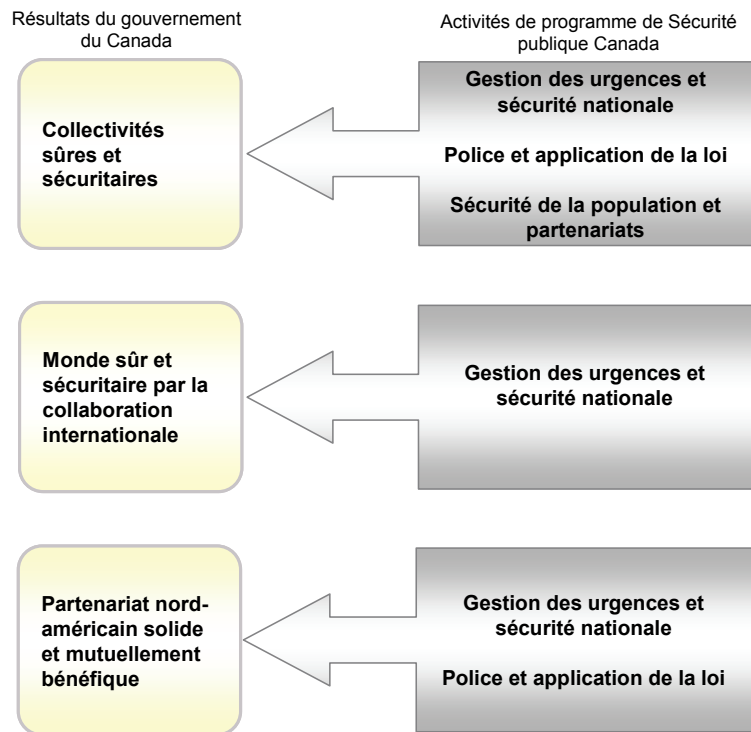 Résultats du gouvernement
du Canada
Activités de programme de Sécurité
publique Canada
Collectivités
sûres et
sécuritaires
Gestion des urgences et
sécurité nationale
Police et application de la loi
Sécurité de la population et
partenariats
Monde sûr et
sécuritaire par la
collaboration
internationale
Gestion des urgences et
sécurité nationale
Partenariat nord-
américain solide
et mutuellement
bénéfique
Gestion des urgences et
sécurité nationale
Police et application de la loi